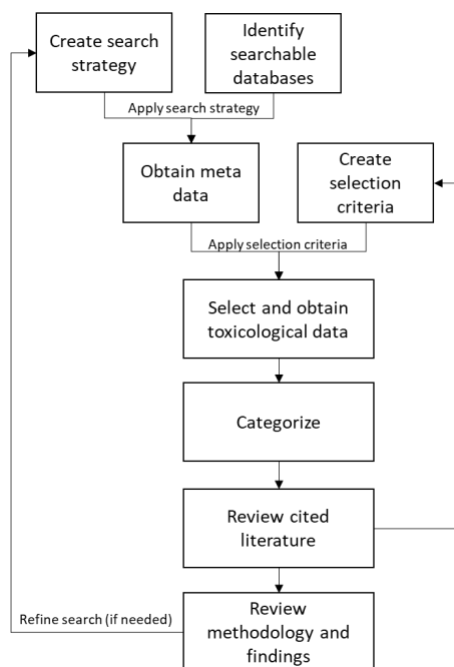 Create search
strategy
Identify
searchable
databases
Apply search strategy
Obtain meta
data
Create
selection
criteria
Apply selection criteria
Select and obtain
toxicological data
Categorize
Review cited
literature
Refine search (if needed)
Review
methodology and
findings